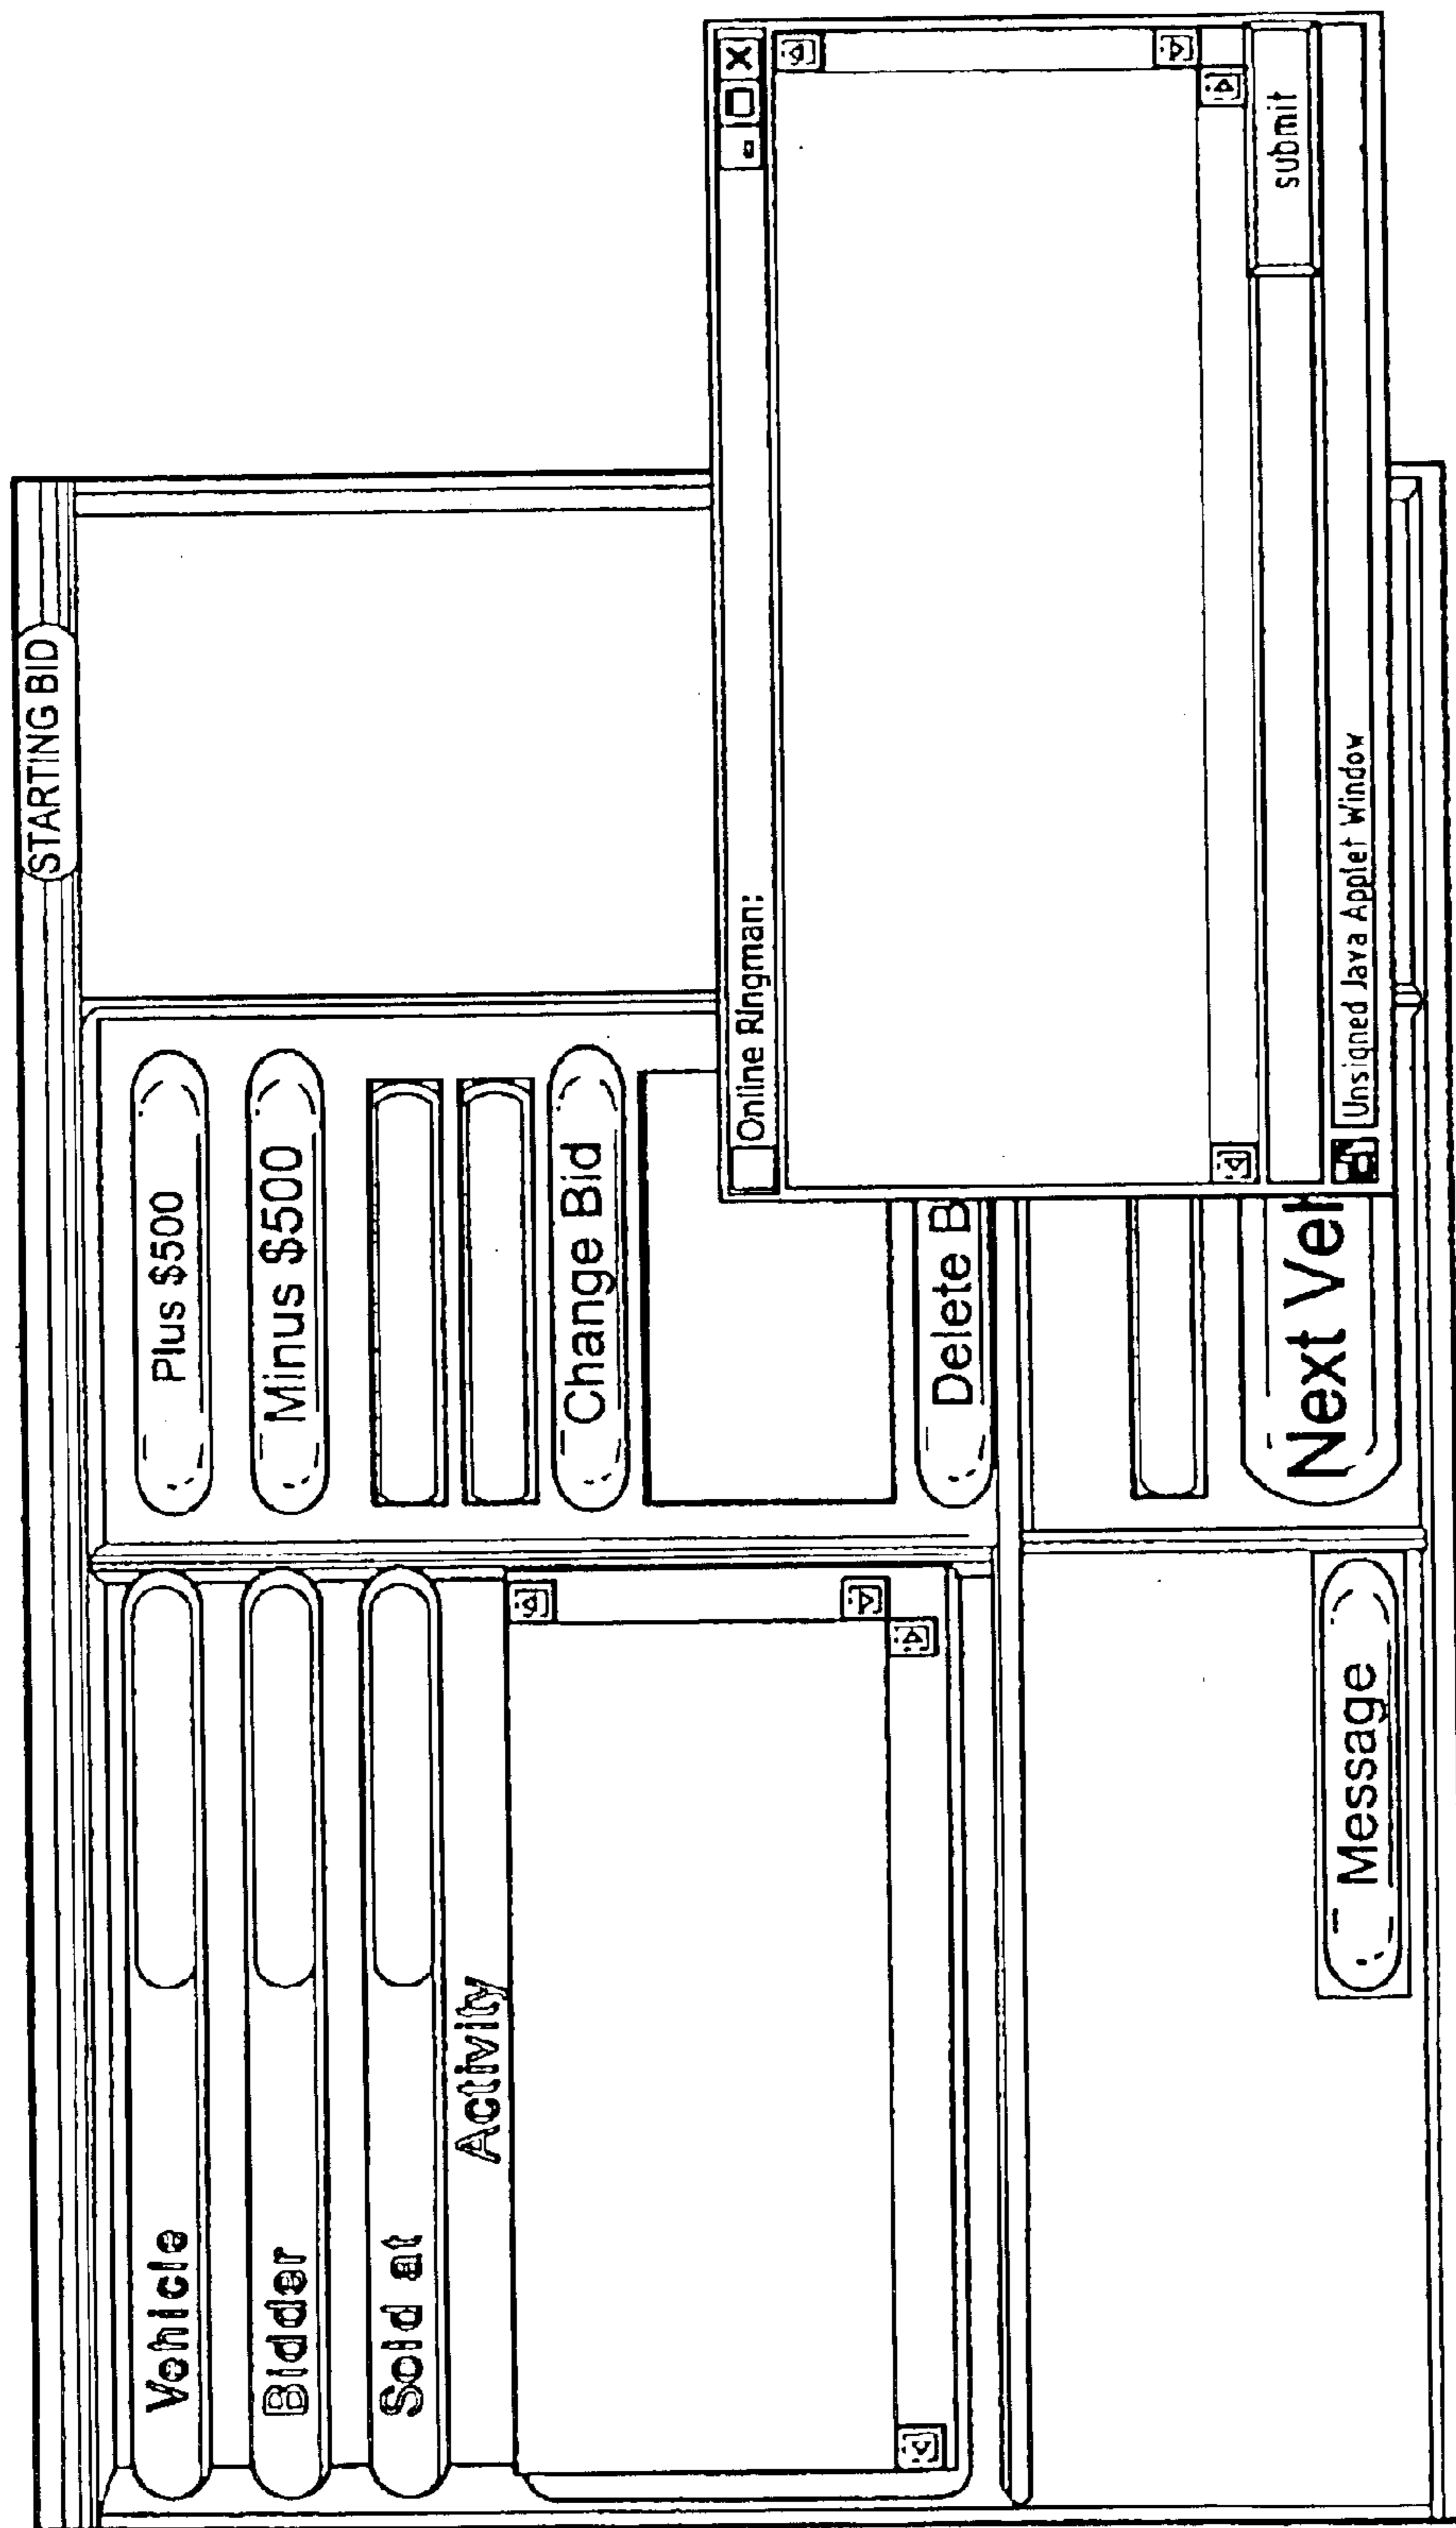 STARTING BID
Vehicle
Bidder
Sold at
Activity
Plus $500
Minus $500
Change Bid
Delete B
Next Veh
Message
Online Ringman:
submit
Unsigned Java Applet Window